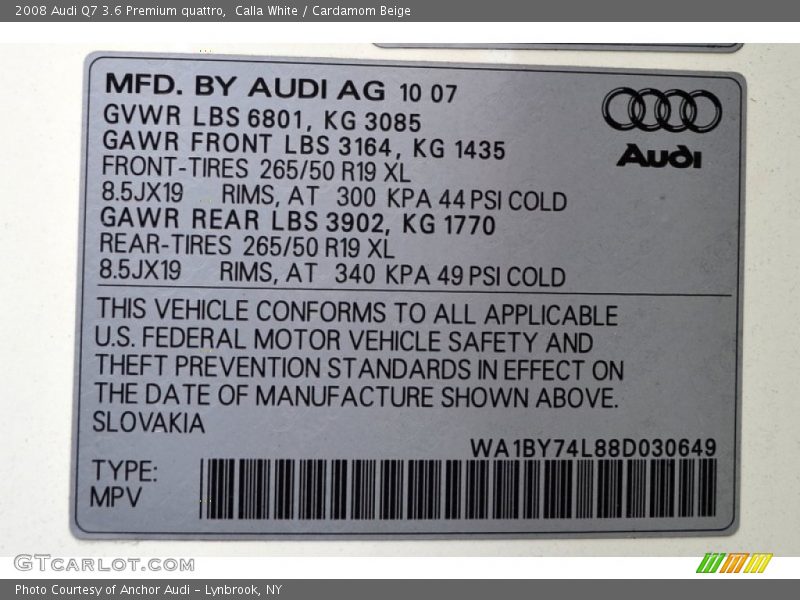 2008 Audi Q7 3.6 Premium quattro,  Calla White / Cardamom Beige
MFD. BY AUDI AG 10 07
GVWR LBS 6801, KG 3085
GAWR FRONT LBS 3164, KG 1435
FRONT-TIRES 265/50 R19 XL
8.5JX19 RIMS, AT 300 KPA 44 PSI COLD
GAWR REAR LBS 3902, KG 1770
REAR-TIRES 265/50 R19 XL
8.5JX19 RIMS, AT 340 KPA 49 PSI COLD
Audi
THIS VEHICLE CONFORMS TO ALL APPLICABLE
U.S. FEDERAL MOTOR VEHICLE SAFETY AND
THEFT PREVENTION STANDARDS IN EFFECT ON
THE DATE OF MANUFACTURE SHOWN ABOVE.
SLOVAKIA
WA1BY74L88D030649
TYPE:
MPV
GTCARLOT.COM
Photo Courtesy of Anchor Audi - Lynbrook, NY